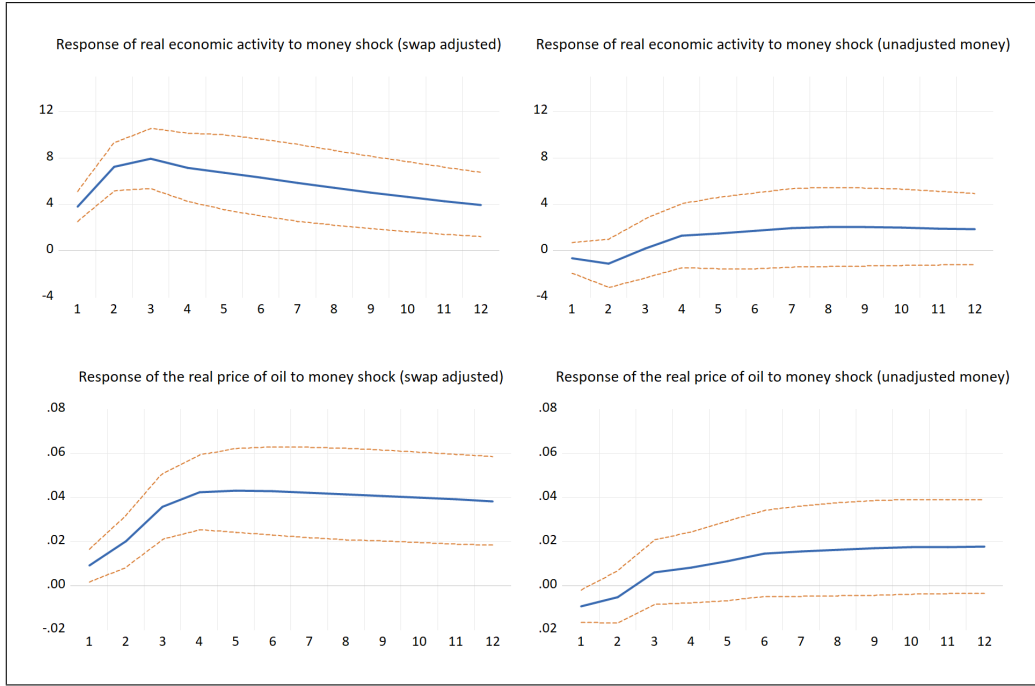 Response of real economic activity to money shock (swap adjusted)
12
8
4
0
-4
1 2 3 4 5 6 7 8 9 10 11 12
Response of real economic activity to money shock (unadjusted money)
12
8
4
0
-4
1 2 3 4 5 6 7 8 9 10 11 12
Response of the real price of oil to money shock (swap adjusted)
.08
.06
.04
.02
.00
-.02
1 2 3 4 5 6 7 8 9 10 11 12
Response of the real price of oil to money shock (unadjusted money)
.08
.06
.04
.02
.00
.02
1 2 3 4 5 6 7 8 9 10 11 12